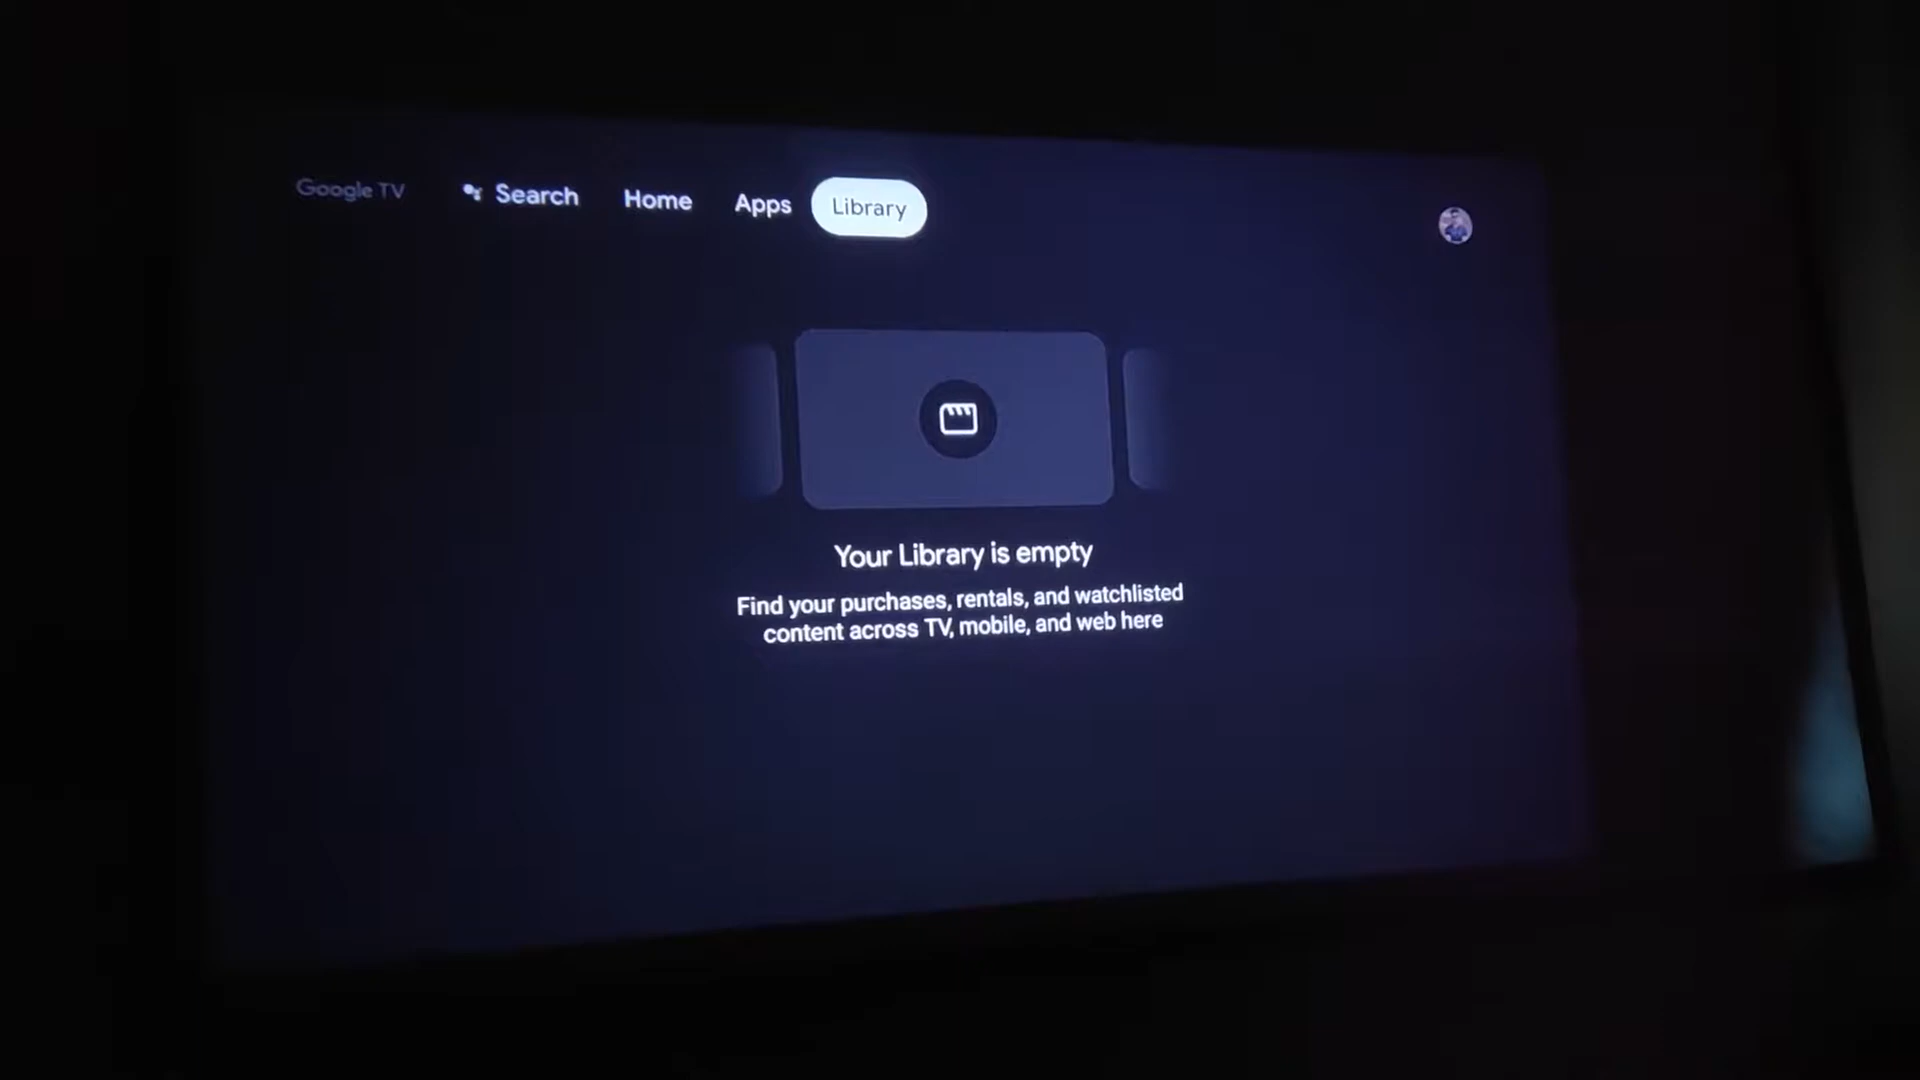 Google TV
Search
Home
Apps
Library
Your Library is empty
Find your purchases, rentals, and watchlisted
content across TV, mobile, and web here